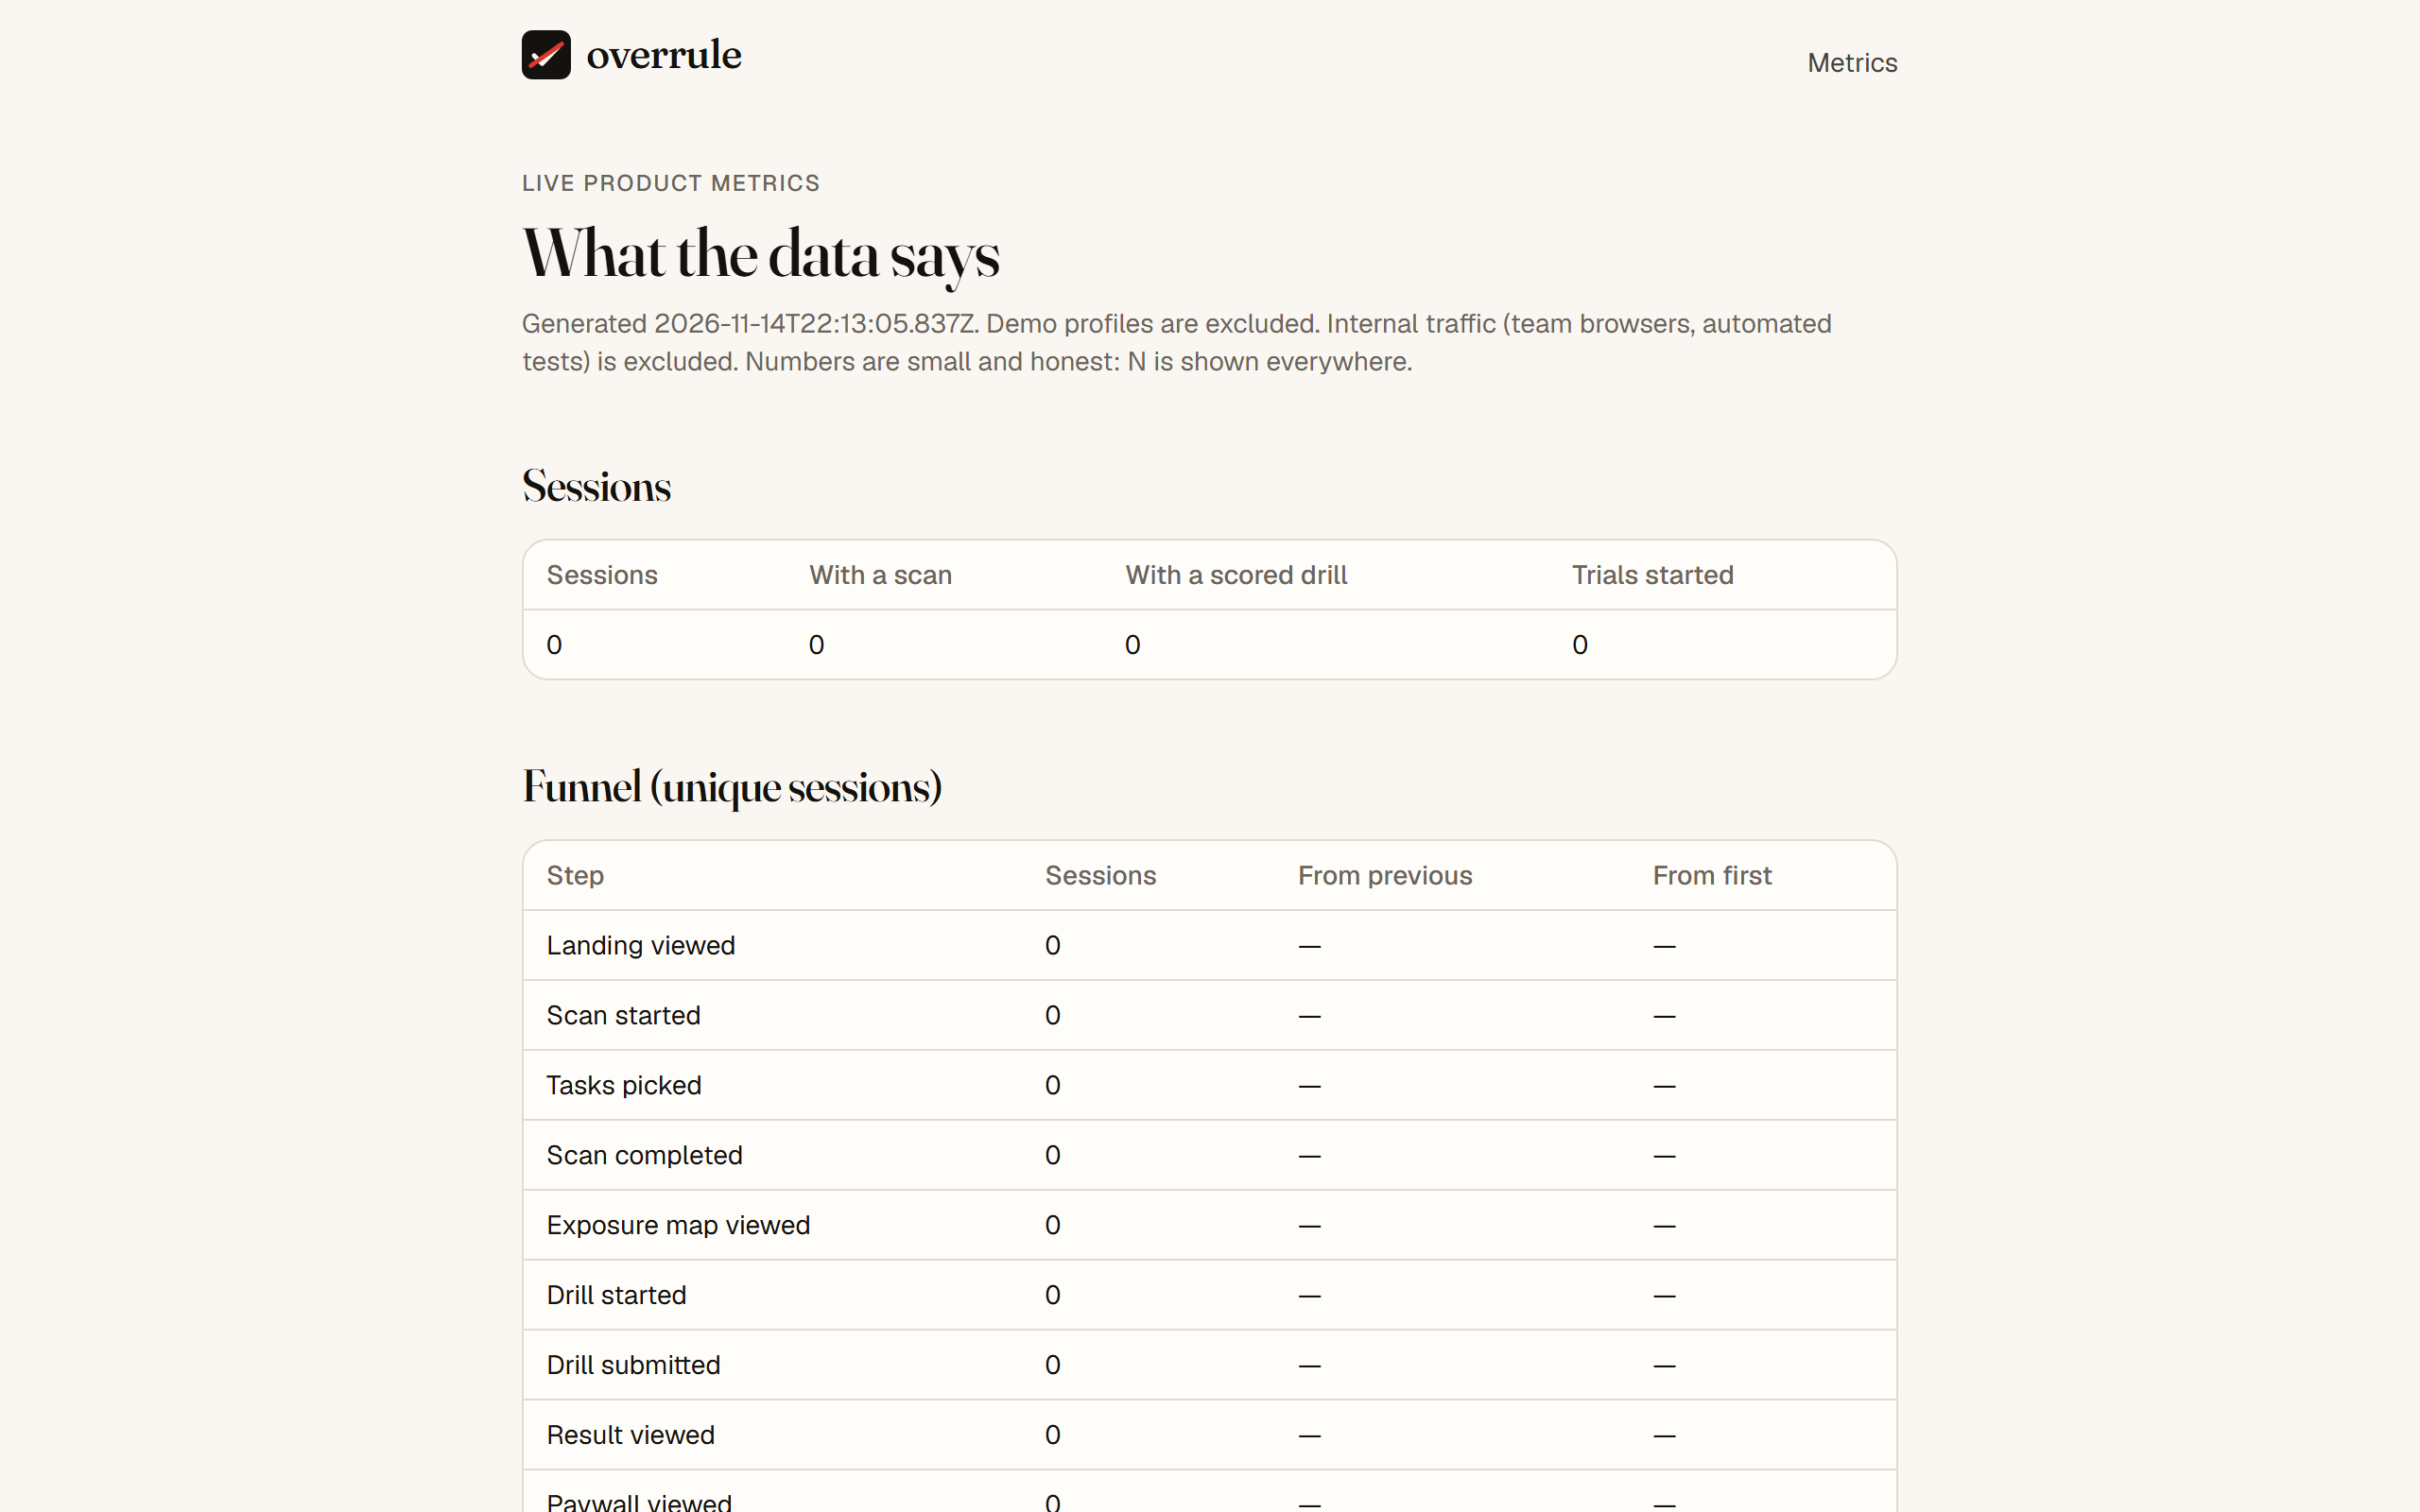 overrule
Metrics
LIVE PRODUCT METRICS
What the data says
Generated 2026-11-14T22:13:05.837Z. Demo profiles are excluded. Internal traffic (team browsers, automated
tests) is excluded. Numbers are small and honest: N is shown everywhere.
Sessions
Sessions With a scan With a scored drill Trials started
0 0 0 0
Funnel (unique sessions)
Step Sessions From previous From first
Landing viewed 0 — —
Scan started 0 — —
Tasks picked 0 — —
Scan completed 0 — —
Exposure map viewed 0 — —
Drill started 0 — —
Drill submitted 0 — —
Result viewed 0 — —
Paywall viewed 0 — —